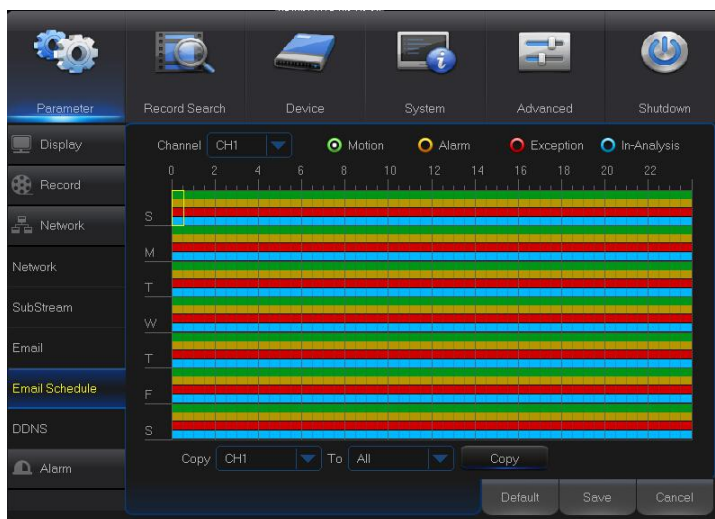 Parameter Record Search Device System Advanced Shutdown
Display
Channel CH1 Motion Alarm Exception In-Analysis
0 2 4 6 8 10 12 14 16 18 20 22
Record
S
Network
M
Network
T
SubStream
W
Email
T
Email Schedule
F
DDNS
S
Copy CH1 To All Copy
Alarm
Default Save Cancel